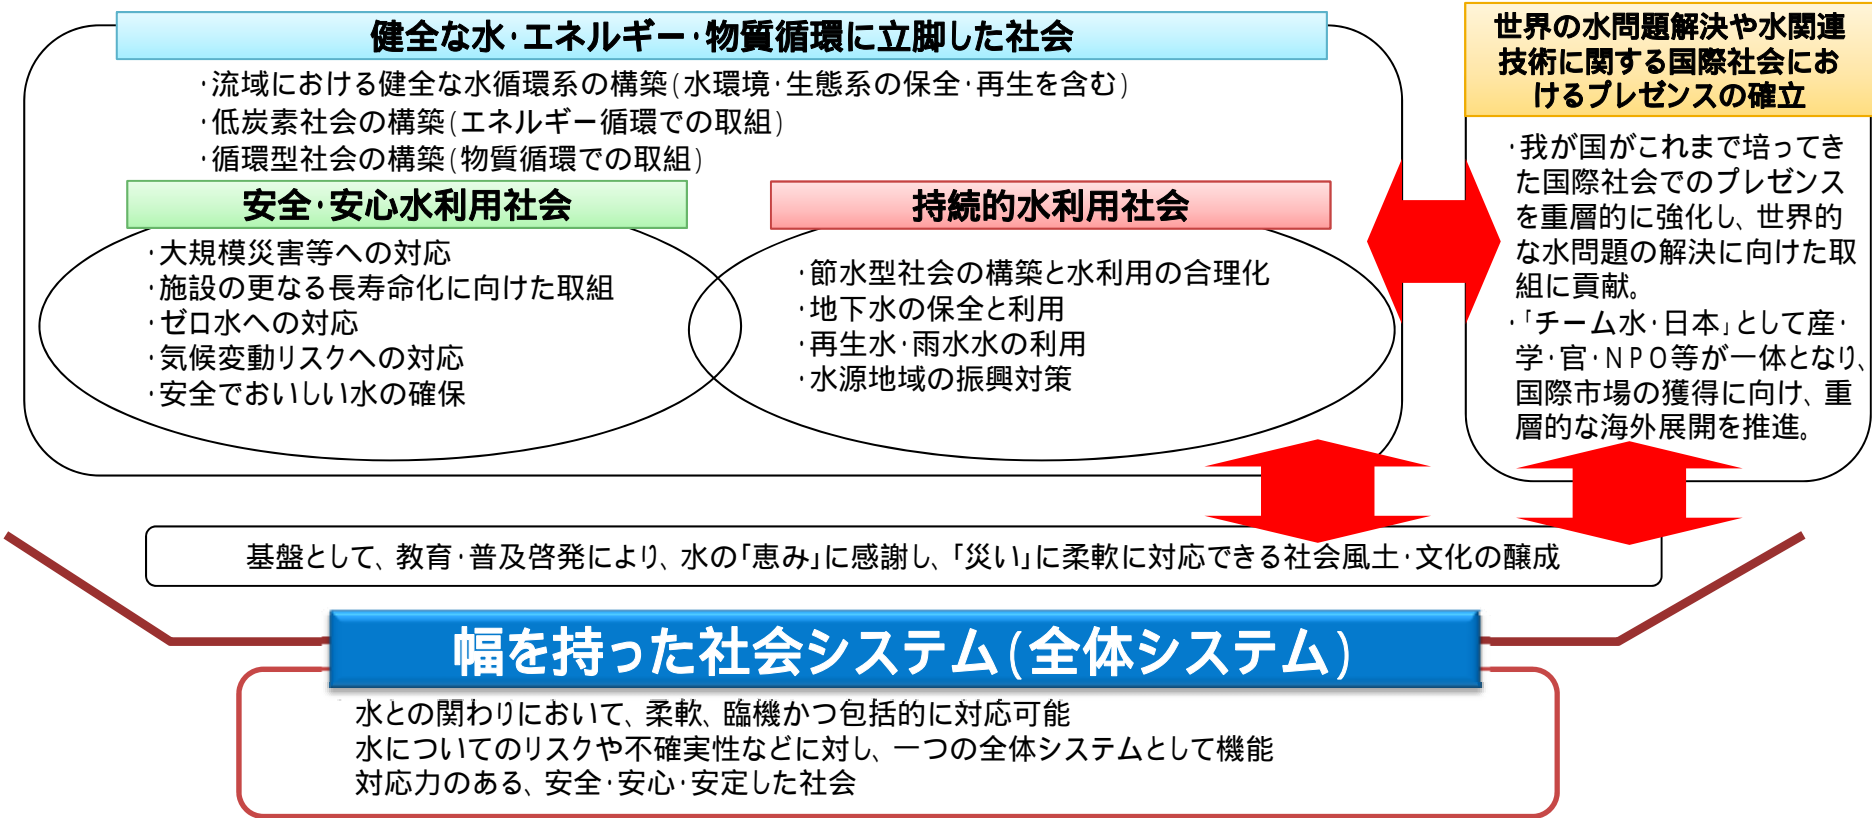 健全な水・エネルギー・物質循環に立脚した社会
・流域における健全な水循環系の構築(水環境・生態系の保全・再生を含む)
・低炭素社会の構築(エネルギー循環での取組)
・循環型社会の構築(物質循環での取組)
安全・安心水利用社会
・大規模災害等への対応
・施設の更なる長寿命化に向けた取組
・ゼロ水への対応
・気候変動リスクへの対応
・安全でおいしい水の確保
持続的水利用社会
・節水型社会の構築と水利用の合理化
・地下水の保全と利用
・再生水・雨水水の利用
・水源地域の振興対策
世界の水問題解決や水関連
技術に関する国際社会にお
けるプレゼンスの確立
・我が国がこれまで培ってき
た国際社会でのプレゼンス
を重層的に強化し、世界的
な水問題の解決に向けた取
組に貢献。
・「チーム水・日本」として産・
学・官・NPO等が一体となり、
国際市場の獲得に向け、重
層的な海外展開を推進。
基盤として、教育・普及啓発により、水の「恵み」に感謝し、「災い」に柔軟に対応できる社会風土・文化の醸成
幅を持った社会システム(全体システム)
水との関わりにおいて、柔軟、臨機かつ包括的に対応可能
水についてのリスクや不確実性などに対し、一つの全体システムとして機能
対応力のある、安全・安心・安定した社会